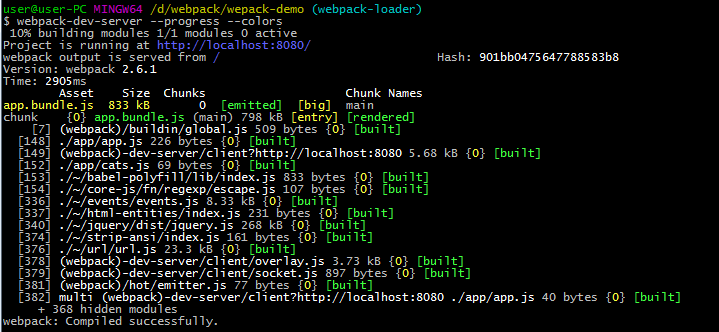 user@user-PC MINGW64 /d/webpack/wepack-demo (webpack-loader)
$ webpack-dev-server --progress --colors
10% building modules 1/1 modules 0 active
Project is running at http://localhost:8080/
webpack output is served from / Hash: 901bb0475647788583b8
Version: webpack 2.6.1
Time: 2905ms
Asset Size Chunks Chunk Names
app.bundle.js 833 kB 0 [emitted] [big] main
chunk {0} app.bundle.js (main) 798 kB [entry] [rendered]
[7] (webpack)/buildin/global.js 509 bytes {0} [built]
[148] ./app/app.js 226 bytes {0} [built]
[149] (webpack)-dev-server/client?http://localhost:8080 5.68 kB {0} [built]
[152] ./app/cats.js 69 bytes {0} [built]
[153] ./~/babel-polyfill/lib/index.js 833 bytes {0} [built]
[154] ./~/core-js/fn/regexp/escape.js 107 bytes {0} [built]
[336] ./~/events/events.js 8.33 kB {0} [built]
[337] ./~/html-entities/index.js 231 bytes {0} [built]
[340] ./~/jquery/dist/jquery.js 268 kB {0} [built]
[374] ./~/strip-ansi/index.js 161 bytes {0} [built]
[376] ./~/url/url.js 23.3 kB {0} [built]
[378] (webpack)-dev-server/client/overlay.js 3.73 kB {0} [built]
[379] (webpack)-dev-server/client/socket.js 897 bytes {0} [built]
[381] (webpack)/hot/emitter.js 77 bytes {0} [built]
[382] multi (webpack)-dev-server/client?http://localhost:8080 ./app/app.js 40 bytes {0} [built]
+ 368 hidden modules
webpack: Compiled successfully.